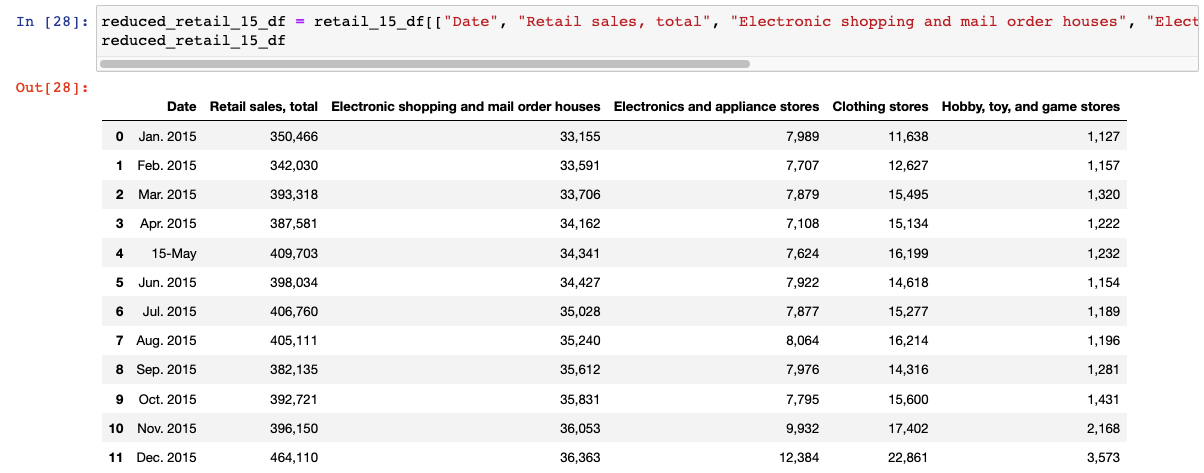 In [28]: reduced_retail_15_df = retail_15_df[["Date", "Retail sales, total", "Electronic shopping and mail order houses", "Elect
reduced_retail_15_df
Out[28]:
Date Retail sales, total Electronic shopping and mail order houses Electronics and appliance stores Clothing stores Hobby, toy, and game stores
0 Jan. 2015 350,466 33,155 7,989 11,638 1,127
1 Feb. 2015 342,030 33,591 7,707 12,627 1,157
2 Mar. 2015 393,318 33,706 7,879 15,495 1,320
3 Apr. 2015 387,581 34,162 7,108 15,134 1,222
4 15-May 409,703 34,341 7,624 16,199 1,232
5 Jun. 2015 398,034 34,427 7,922 14,618 1,154
6 Jul. 2015 406,760 35,028 7,877 15,277 1,189
7 Aug. 2015 405,111 35,240 8,064 16,214 1,196
8 Sep. 2015 382,135 35,612 7,976 14,316 1,281
9 Oct. 2015 392,721 35,831 7,795 15,600 1,431
10 Nov. 2015 396,150 36,053 9,932 17,402 2,168
11 Dec. 2015 464,110 36,363 12,384 22,861 3,573